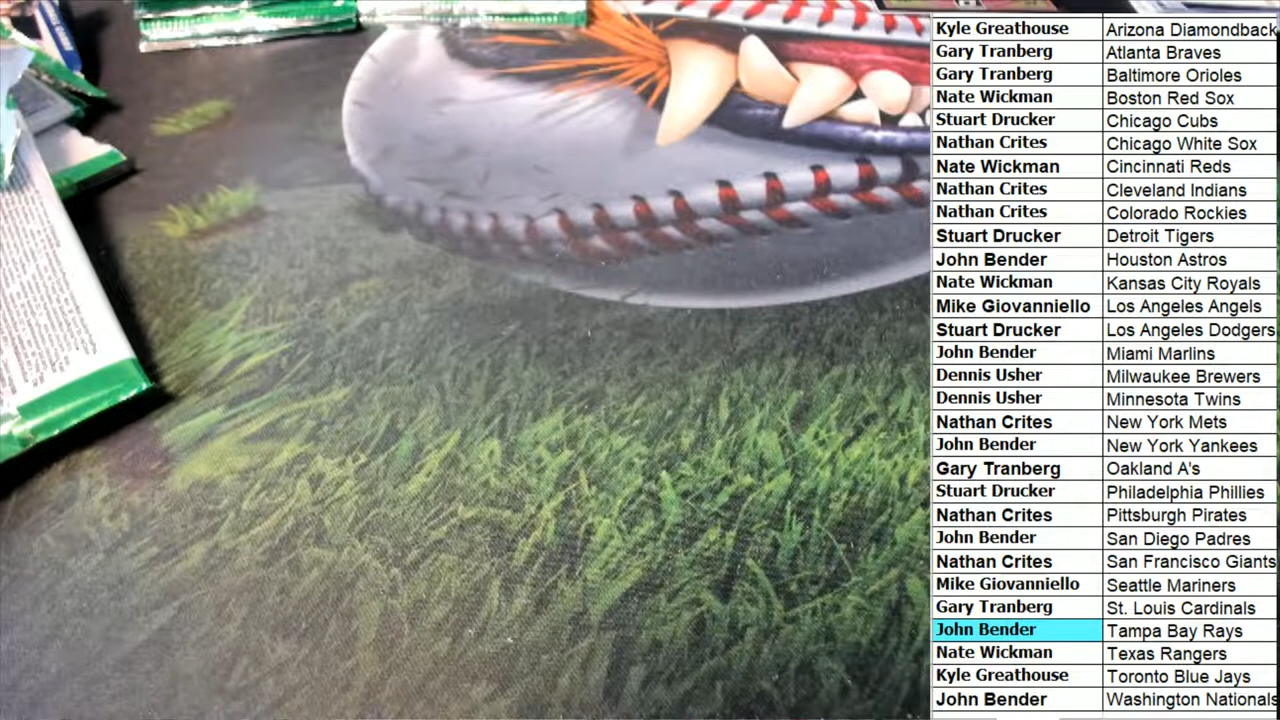 Kyle Greathouse Arizona Diamondback
Gary Tranberg Atlanta Braves
Gary Tranberg Baltimore Orioles
Nate Wickman Boston Red Sox
Stuart Drucker Chicago Cubs
Nathan Crites Chicago White Sox
Nate Wickman Cincinnati Reds
Nathan Crites Cleveland Indians
Nathan Crites Colorado Rockies
Stuart Drucker Detroit Tigers
John Bender Houston Astros
Nate Wickman Kansas City Royals
Mike Giovanniello Los Angeles Angels
Stuart Drucker Los Angeles Dodgers
John Bender Miami Marlins
Dennis Usher Milwaukee Brewers
Dennis Usher Minnesota Twins
Nathan Crites New York Mets
John Bender New York Yankees
Gary Tranberg Oakland A's
Stuart Drucker Philadelphia Phillies
Nathan Crites Pittsburgh Pirates
John Bender San Diego Padres
Nathan Crites San Francisco Giants
Mike Giovanniello Seattle Mariners
Gary Tranberg St. Louis Cardinals
John Bender Tampa Bay Rays
Nate Wickman Texas Rangers
Kyle Greathouse Toronto Blue Jays
John Bender Washington Nationals